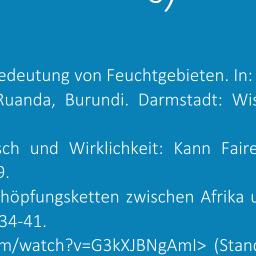 edeutung von Feuchtgebieten. In:
Ruanda, Burundi. Darmstadt: Wis
sch und Wirklichkeit: Kann Faire
9.
höpfungsketten zwischen Afrika u
34-41.
m/watch?v=G3kXJBNgAmI> (Stand